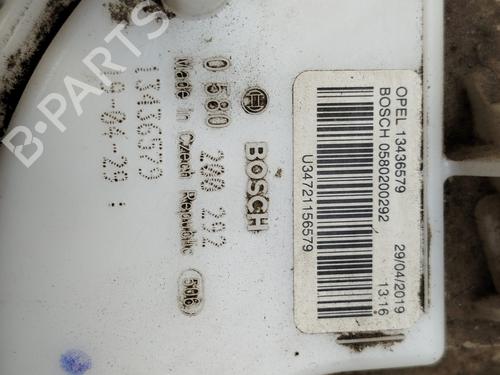 B-PARTS
OPEL 13436579
BOSCH 0580200292
29/04/2019
13:16
U34721156579
BOSCH
0 580 200 292
Made in Czech Republic
13436579
19-04-29